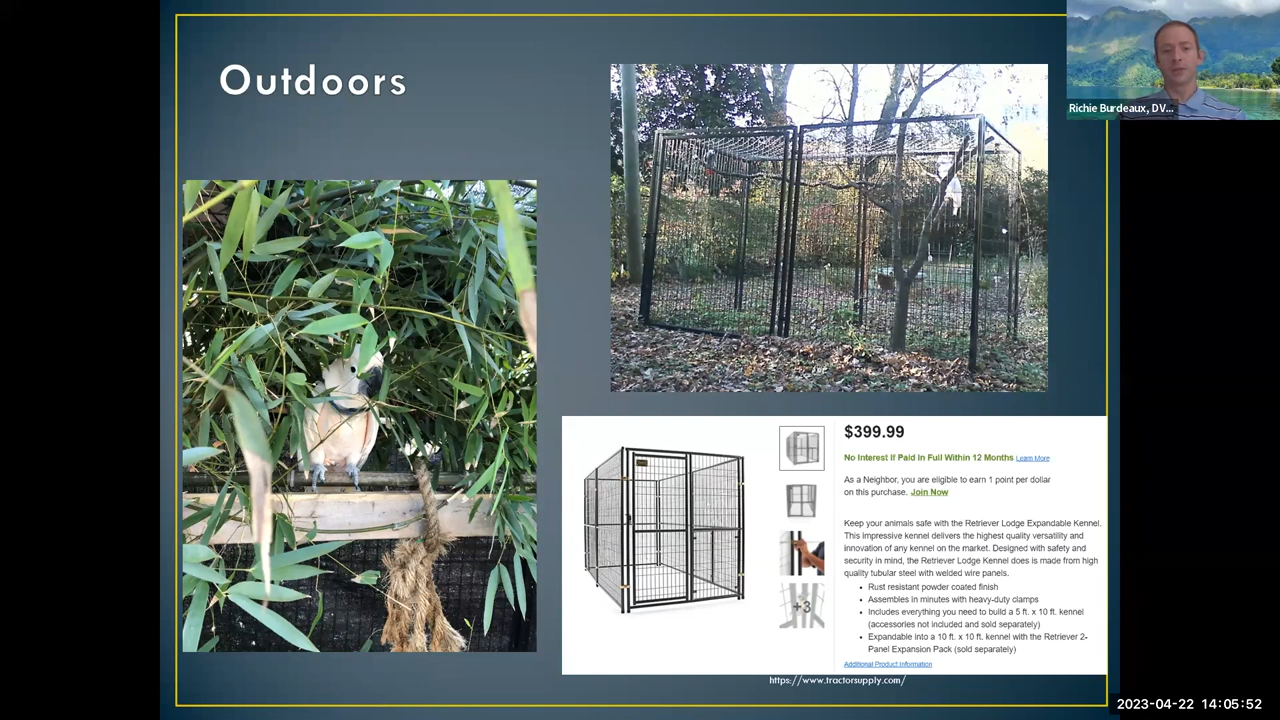 Outdoors
Richie Burdeaux, DV...
$399.99
No Interest If Paid In Full Within 12 Months Learn More
As a Neighbor, you are eligible to earn 1 point per dollar
on this purchase. Join Now
Keep your animals safe with the Retriever Lodge Expandable Kennel.
This impressive kennel delivers the highest quality versatility and
innovation of any kennel on the market. Designed with safety and
security in mind, the Retriever Lodge Kennel does is made from high
quality tubular steel with welded wire panels.
• Rust resistant powder coated finish
• Assembles in minutes with heavy-duty clamps
• Includes everything you need to build a 5 ft. x 10 ft. kennel
(accessories not included and sold separately)
• Expandable into a 10 ft. x 10 ft. kennel with the Retriever 2-
Panel Expansion Pack (sold separately)
Additional Product Information
+3
https://www.tractorsupply.com/
2023-04-22 14:05:52